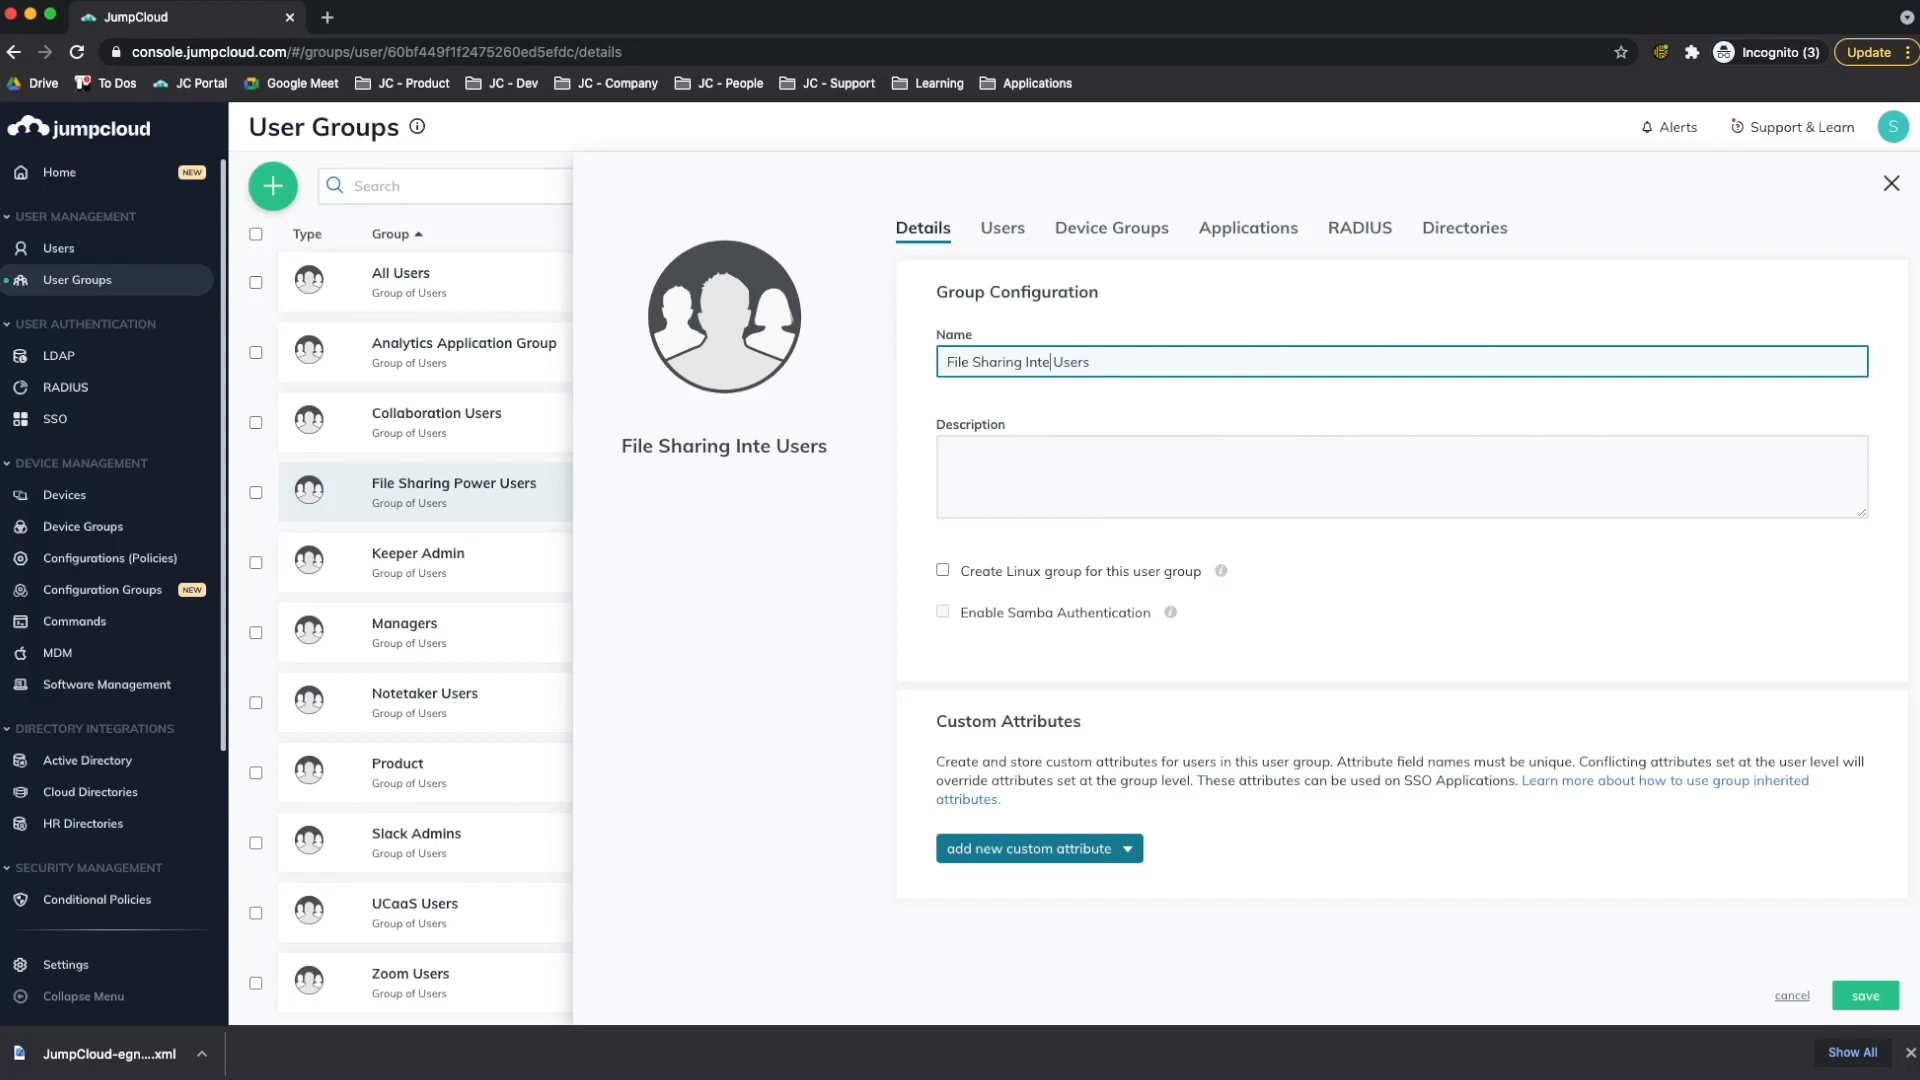 JumpCloud
console.jumpcloud.com/#/groups/user/60bf449f1f2475260ed5efdc/details
Incognito (3)
Update
Drive
To Dos
JC Portal
Google Meet
JC - Product
JC - Dev
JC - Company
JC - People
JC - Support
Learning
Applications
jumpcloud
User Groups
Alerts
Support & Learn
S
Home
NEW
USER MANAGEMENT
Users
User Groups
USER AUTHENTICATION
LDAP
RADIUS
SSO
DEVICE MANAGEMENT
Devices
Device Groups
Configurations (Policies)
Configuration Groups
NEW
Commands
MDM
Software Management
DIRECTORY INTEGRATIONS
Active Directory
Cloud Directories
HR Directories
SECURITY MANAGEMENT
Conditional Policies
Settings
Collapse Menu
Search
Type
Group
All Users
Group of Users
Analytics Application Group
Group of Users
Collaboration Users
Group of Users
File Sharing Power Users
Group of Users
Keeper Admin
Group of Users
Managers
Group of Users
Notetaker Users
Group of Users
Product
Group of Users
Slack Admins
Group of Users
UCaaS Users
Group of Users
Zoom Users
Group of Users
File Sharing Inte Users
Details
Users
Device Groups
Applications
RADIUS
Directories
Group Configuration
Name
File Sharing Inte Users
Description
Create Linux group for this user group
Enable Samba Authentication
Custom Attributes
Create and store custom attributes for users in this user group. Attribute field names must be unique. Conflicting attributes set at the user level will
override attributes set at the group level. These attributes can be used on SSO Applications. Learn more about how to use group inherited
attributes.
add new custom attribute
cancel
save
JumpCloud-egn....xml
Show All